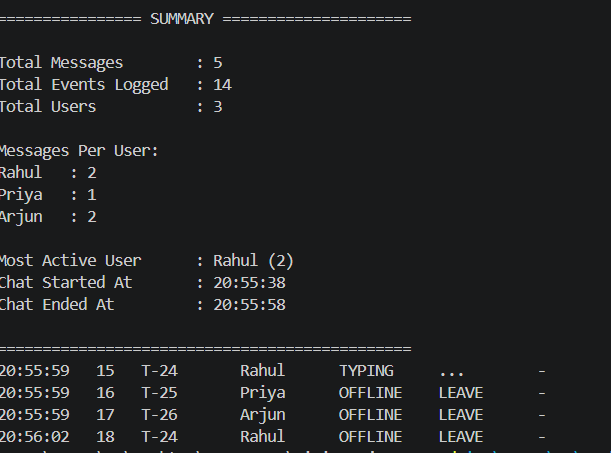 ================ SUMMARY =====================
Total Messages : 5
Total Events Logged : 14
Total Users : 3
Messages Per User:
Rahul : 2
Priya : 1
Arjun : 2
Most Active User : Rahul (2)
Chat Started At : 20:55:38
Chat Ended At : 20:55:58
==============================================
20:55:59 15 T-24 Rahul TYPING ... -
20:55:59 16 T-25 Priya OFFLINE LEAVE -
20:55:59 17 T-26 Arjun OFFLINE LEAVE -
20:56:02 18 T-24 Rahul OFFLINE LEAVE -